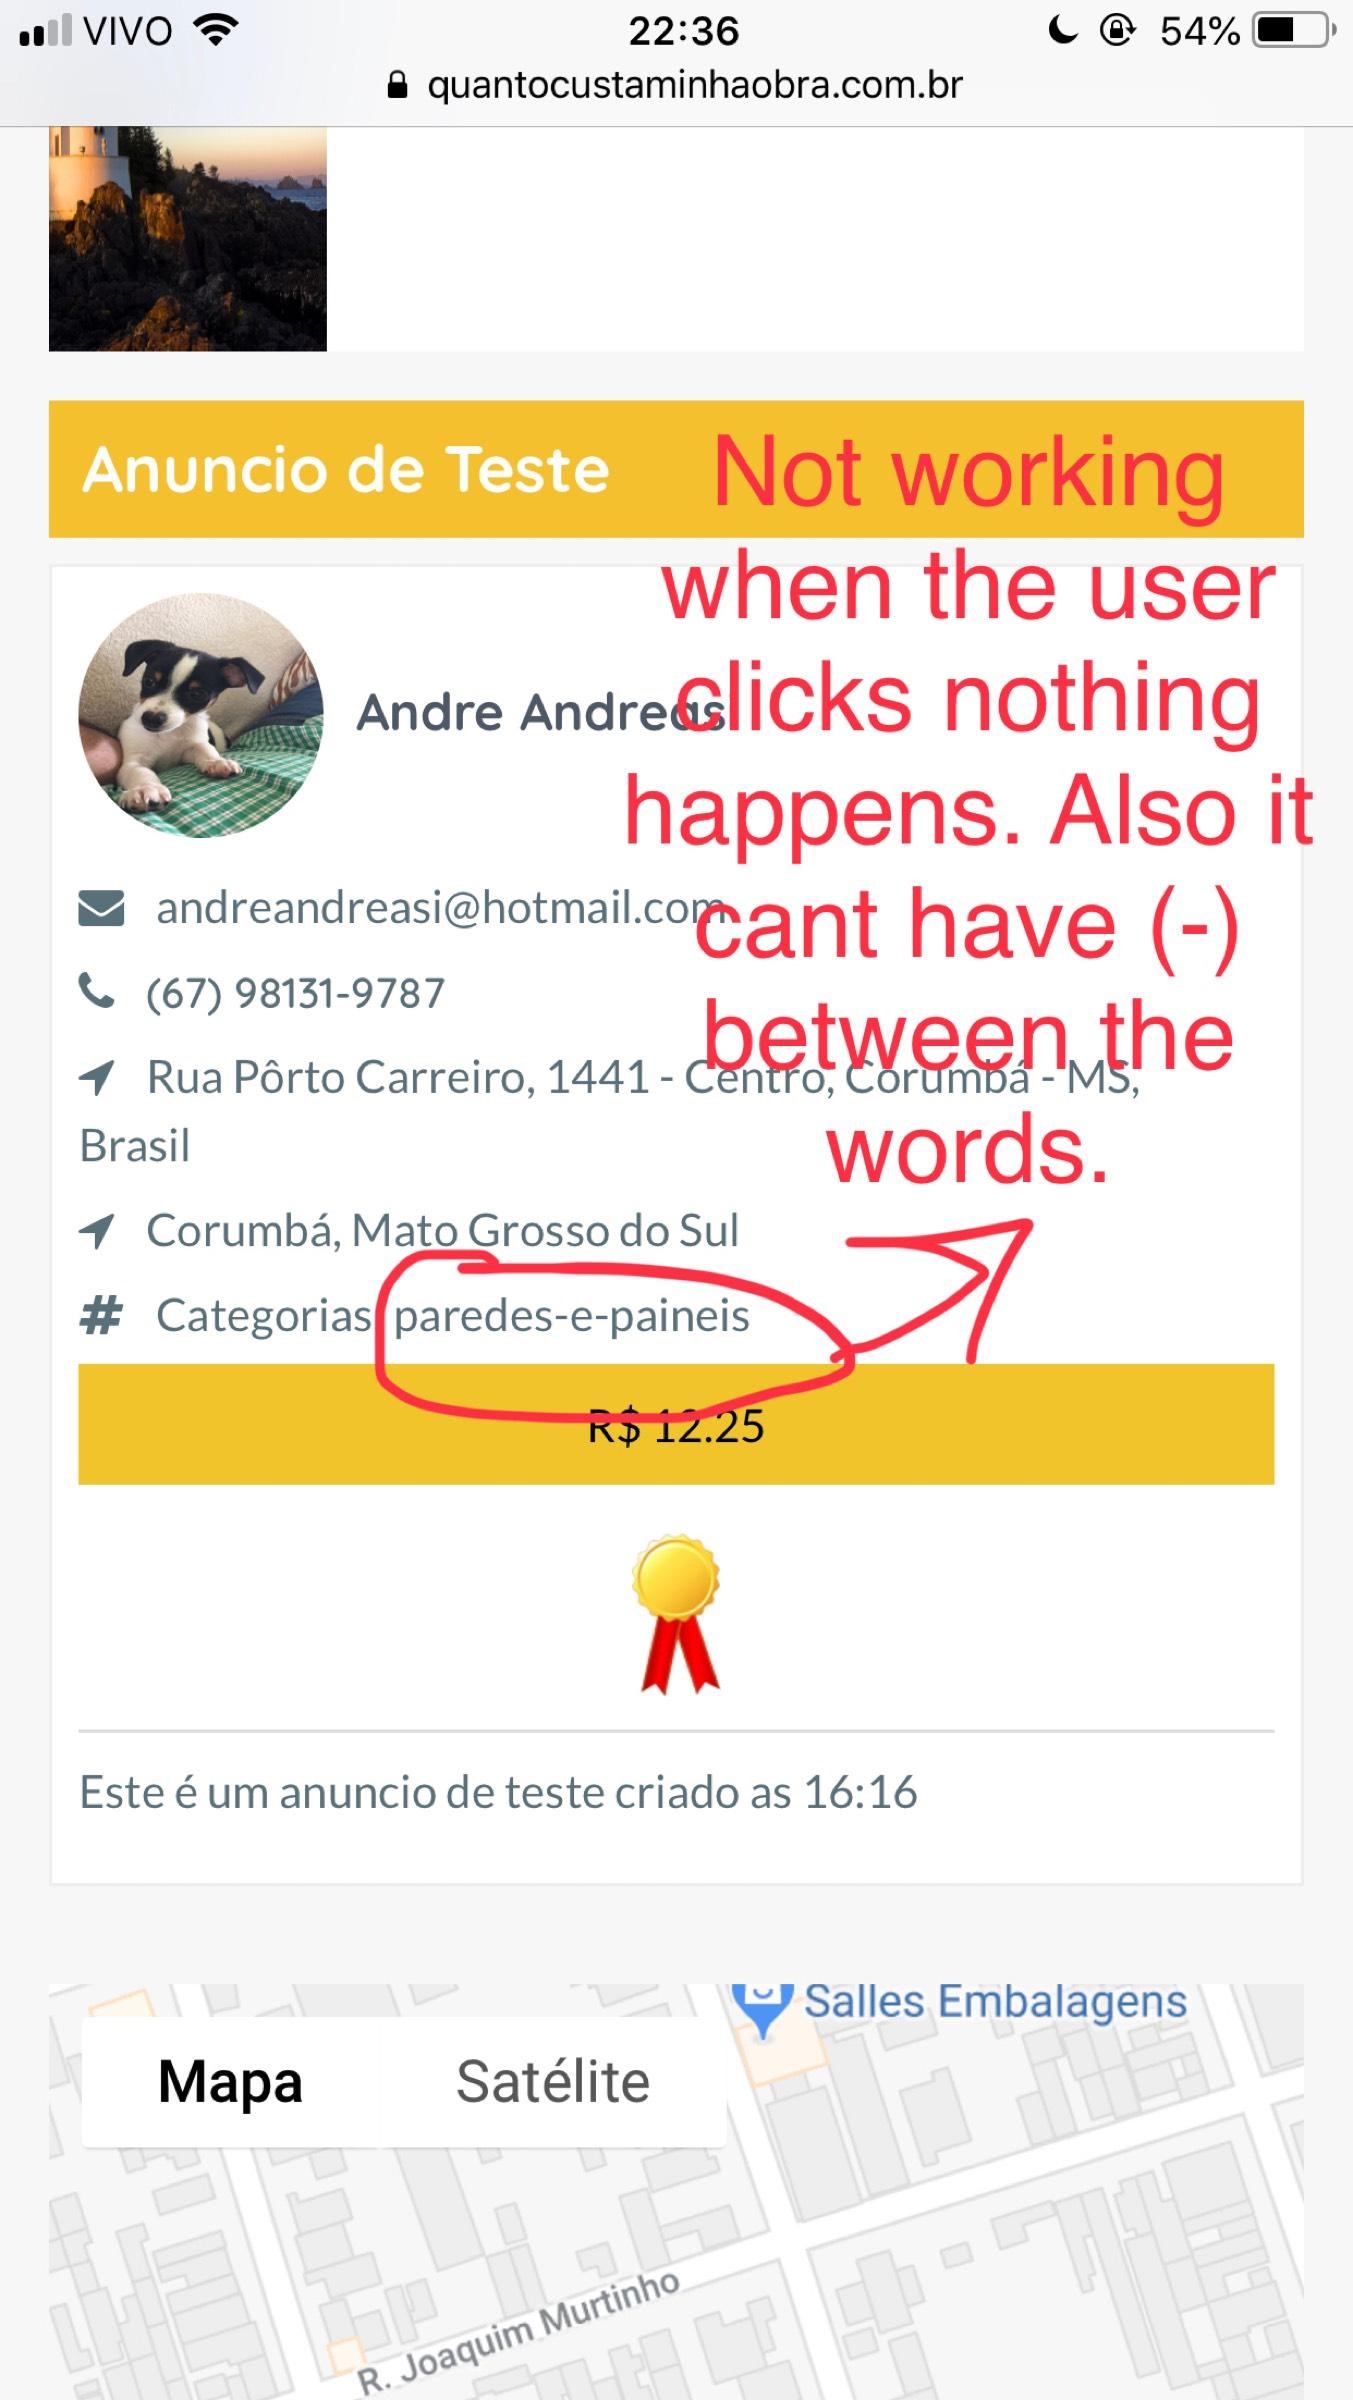 VIVO 22:36 54%
quantocustaminhaobra.com.br
Anuncio de Teste
Not working
when the user
clicks nothing
happens. Also it
cant have (-)
between the
words.
Andre Andreasi
andreandreasi@hotmail.com
(67) 98131-9787
Rua Pôrto Carreiro, 1441 - Centro, Corumbá - MS,
Brasil
Corumbá, Mato Grosso do Sul
# Categorias paredes-e-paineis
R$ 12.25
Este é um anuncio de teste criado as 16:16
Salles Embalagens
Mapa Satélite
R. Joaquim Murtinho